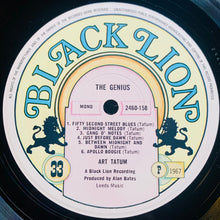 BLACK LION
THE GENIUS
MONO
2460-158
1. FIFTY SECOND STREET BLUES (Tatum)
2. MIDNIGHT MELODY (Tatum)
3. GANG O' NOTES (Tatum)
4. JUST BEFORE DAWN (Tatum)
5. BETWEEN MIDNIGHT AND
DAWN (Tatum)
6. APOLLO BOOGIE (Tatum)
ART TATUM
A Black Lion Recording
Produced by Alan Bates
Leeds Music
33
P
1967